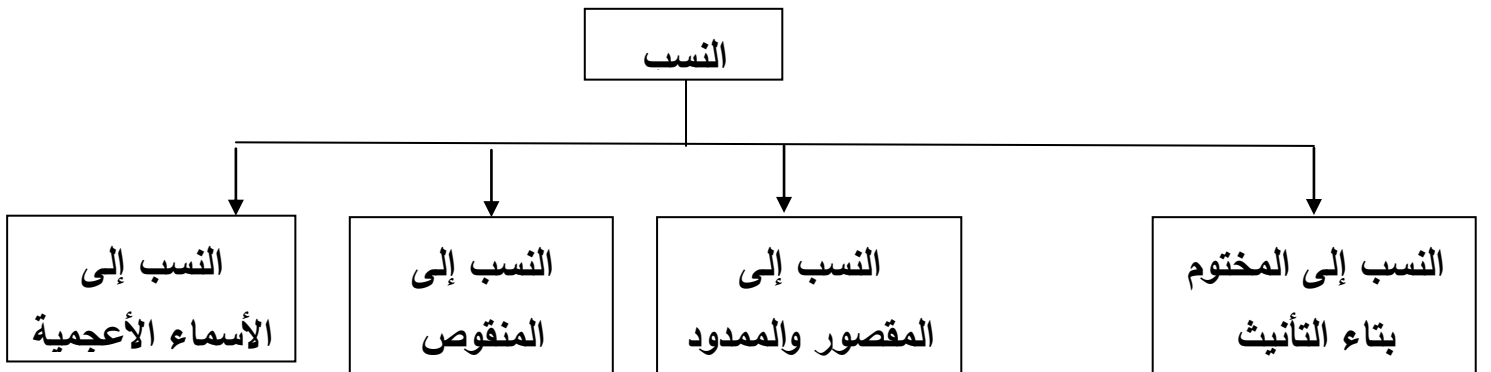 النسب
النسب إلى المختوم
بتاء التأنيث
النسب إلى
المقصور والممدود
النسب إلى
المنقوص
النسب إلى
الأسماء الأعجمية